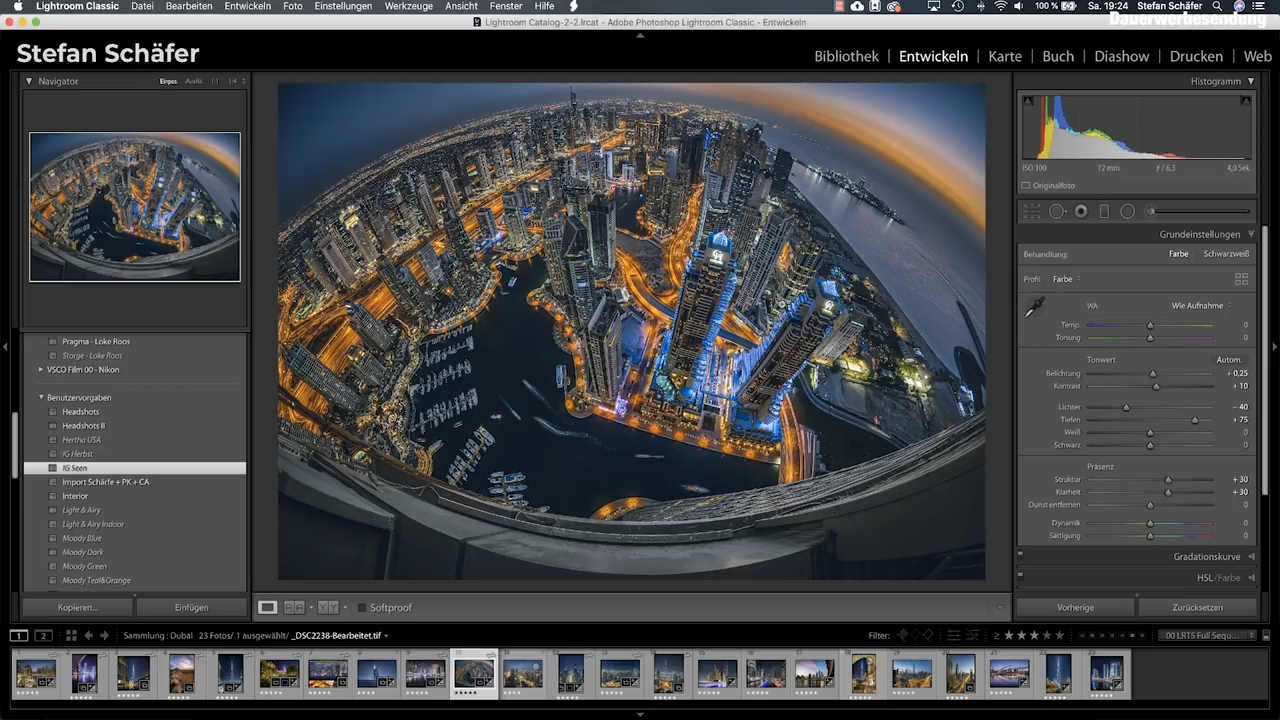 Lightroom Classic Datei Bearbeiten Entwickeln Foto Einstellungen Werkzeuge Ansicht Fenster Hilfe 100 % Sa. 19:24 Stefan Schäfer
Dauerwerbesendung
Lightroom Catalog-2-2.lrcat - Adobe Photoshop Lightroom Classic - Entwickeln
Stefan Schäfer
Bibliothek | Entwickeln | Karte | Buch | Diashow | Drucken | Web
Navigator Einpas. Ausfül. 1:1 1:4
Histogramm
ISO 100 12 mm ƒ / 6,3 4,0 Sek.
Originalfoto
Grundeinstellungen
Behandlung: Farbe Schwarzweiß
Profil: Farbe
WA: Wie Aufnahme
Temp. 0
Tonung 0
Tonwert Autom.
Belichtung + 0,25
Kontrast + 10
Lichter – 40
Tiefen + 75
Weiß 0
Schwarz 0
Präsenz
Struktur + 30
Klarheit + 30
Dunst entfernen 0
Dynamik 0
Sättigung 0
Gradationskurve
HSL / Farbe
Vorherige Zurücksetzen
Pragma - Loke Roos
Storge - Loke Roos
VSCO Film 00 - Nikon
Benutzervorgaben
Headshots
Headshots II
Hertha USA
IG Herbst
IG Seen
Import Schärfe + PK + CA
Interior
Light & Airy
Light & Airy Indoor
Moody Blue
Moody Dark
Moody Green
Moody Teal&Orange
Kopieren... Einfügen
Softproof
1 2 Sammlung : Dubai 23 Fotos/ 1 ausgewählt/ _DSC2238-Bearbeitet.tif Filter: ≥ ★★★★★ 00 LRT5 Full Sequ...